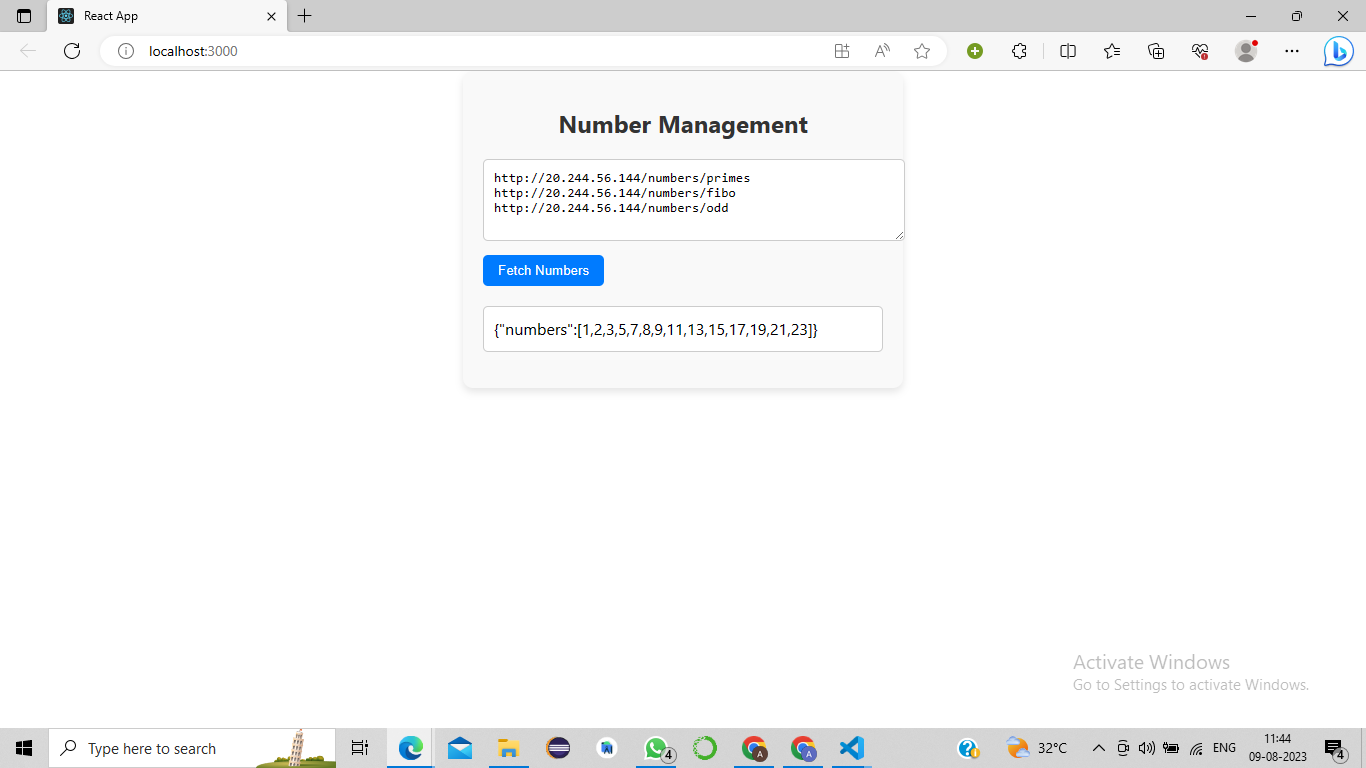 React App
localhost:3000
Number Management
http://20.244.56.144/numbers/primes
http://20.244.56.144/numbers/fibo
http://20.244.56.144/numbers/odd
Fetch Numbers
{"numbers":[1,2,3,5,7,8,9,11,13,15,17,19,21,23]}
Activate Windows
Go to Settings to activate Windows.
Type here to search
4
A
A
32°C
ENG
11:44
09-08-2023
4